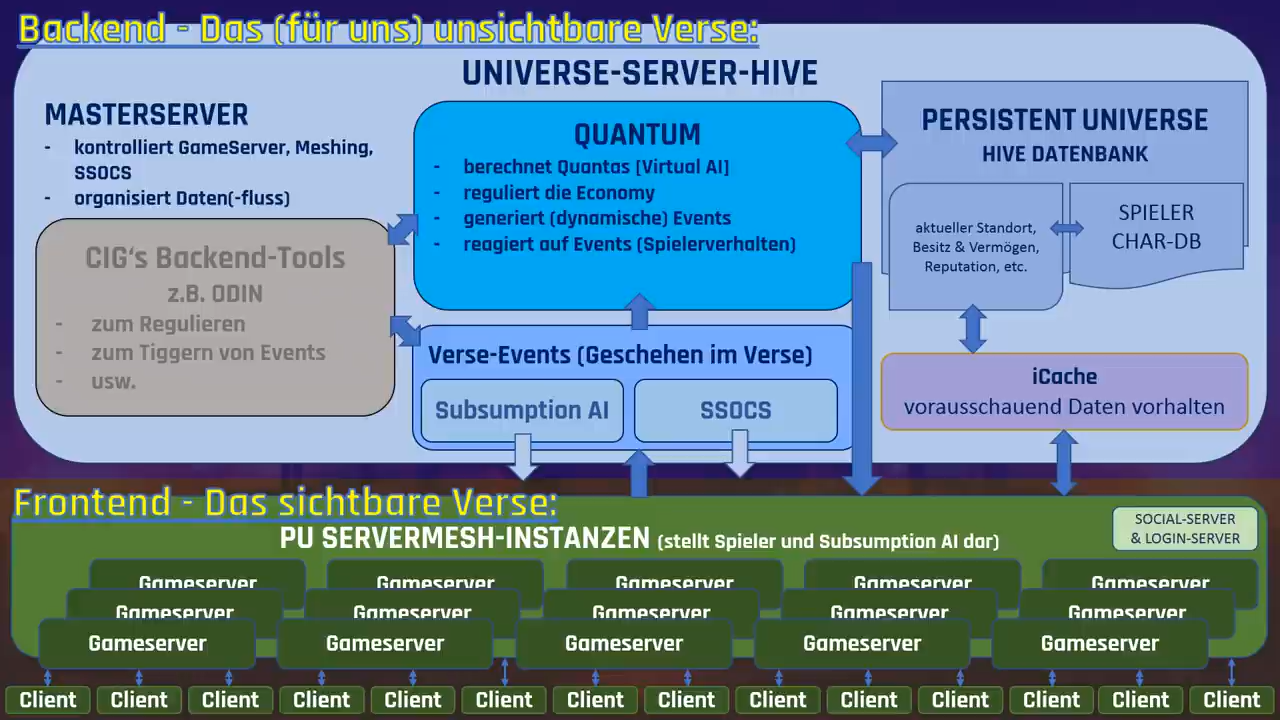 Backend - Das (für uns) unsichtbare Verse:
UNIVERSE-SERVER-HIVE
MASTERSERVER
- kontrolliert GameServer, Meshing,
SSOCS
- organisiert Daten(-fluss)
CIG‘s Backend-Tools
z.B. ODIN
- zum Regulieren
- zum Tiggern von Events
- usw.
QUANTUM
- berechnet Quantas [Virtual AI]
- reguliert die Economy
- generiert (dynamische) Events
- reagiert auf Events (Spielerverhalten)
Verse-Events (Geschehen im Verse)
Subsumption AI
SSOCS
PERSISTENT UNIVERSE
HIVE DATENBANK
aktueller Standort,
Besitz & Vermögen,
Reputation, etc.
SPIELER
CHAR-DB
iCache
vorausschauend Daten vorhalten
Frontend - Das sichtbare Verse:
PU SERVERMESH-INSTANZEN (stellt Spieler und Subsumption AI dar)
SOCIAL-SERVER
& LOGIN-SERVER
Gameserver Gameserver Gameserver Gameserver Gameserver
Gameserver Gameserver Gameserver Gameserver Gameserver
Gameserver Gameserver Gameserver Gameserver Gameserver
Client Client Client Client Client Client Client Client Client Client Client Client Client Client